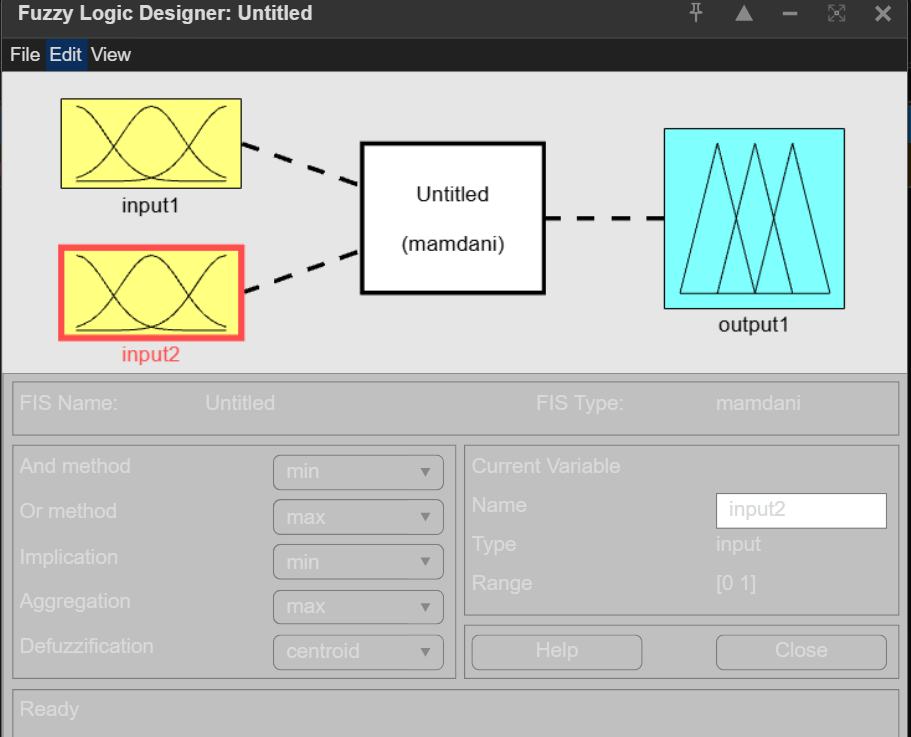 Fuzzy Logic Designer: Untitled
File Edit View
input1
Untitled
(mamdani)
input2
output1
FIS Name: Untitled FIS Type: mamdani
And method min
Or method max
Implication min
Aggregation max
Defuzzification centroid
Current Variable
Name input2
Type input
Range [0 1]
Help Close
Ready